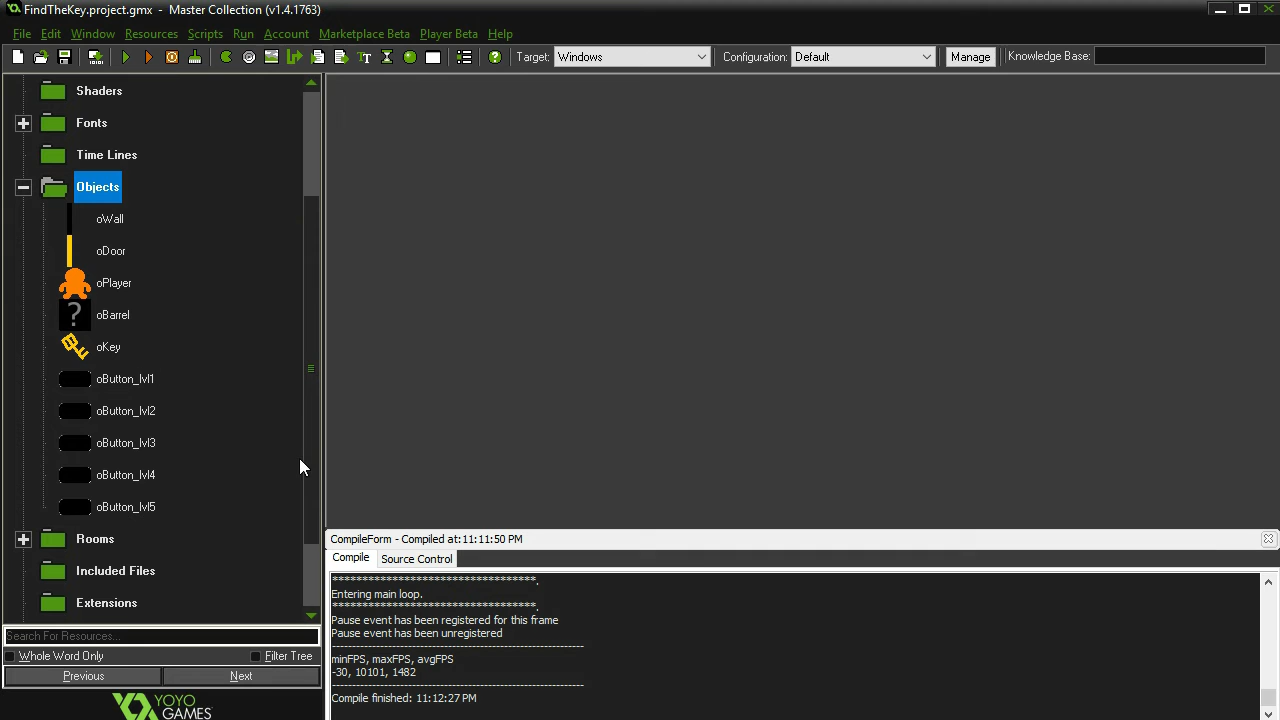 FindTheKey.project.gmx - Master Collection (v1.4.1763)
File Edit Window Resources Scripts Run Account Marketplace Beta Player Beta Help
Target: Windows Configuration: Default Manage Knowledge Base:
Shaders
Fonts
Time Lines
Objects
oWall
oDoor
oPlayer
?
oBarrel
oKey
oButton_lvl1
oButton_lvl2
oButton_lvl3
oButton_lvl4
oButton_lvl5
Rooms
Included Files
Extensions
Search For Resources...
Whole Word Only Filter Tree
Previous Next
YOYO
GAMES
CompileForm - Compiled at:11:11:50 PM
Compile Source Control
**********************************.
Entering main loop.
**********************************.
Pause event has been registered for this frame
Pause event has been unregistered
---------------------------------------------------------------
minFPS, maxFPS, avgFPS
-30, 10101, 1482
---------------------------------------------------------------
Compile finished: 11:12:27 PM